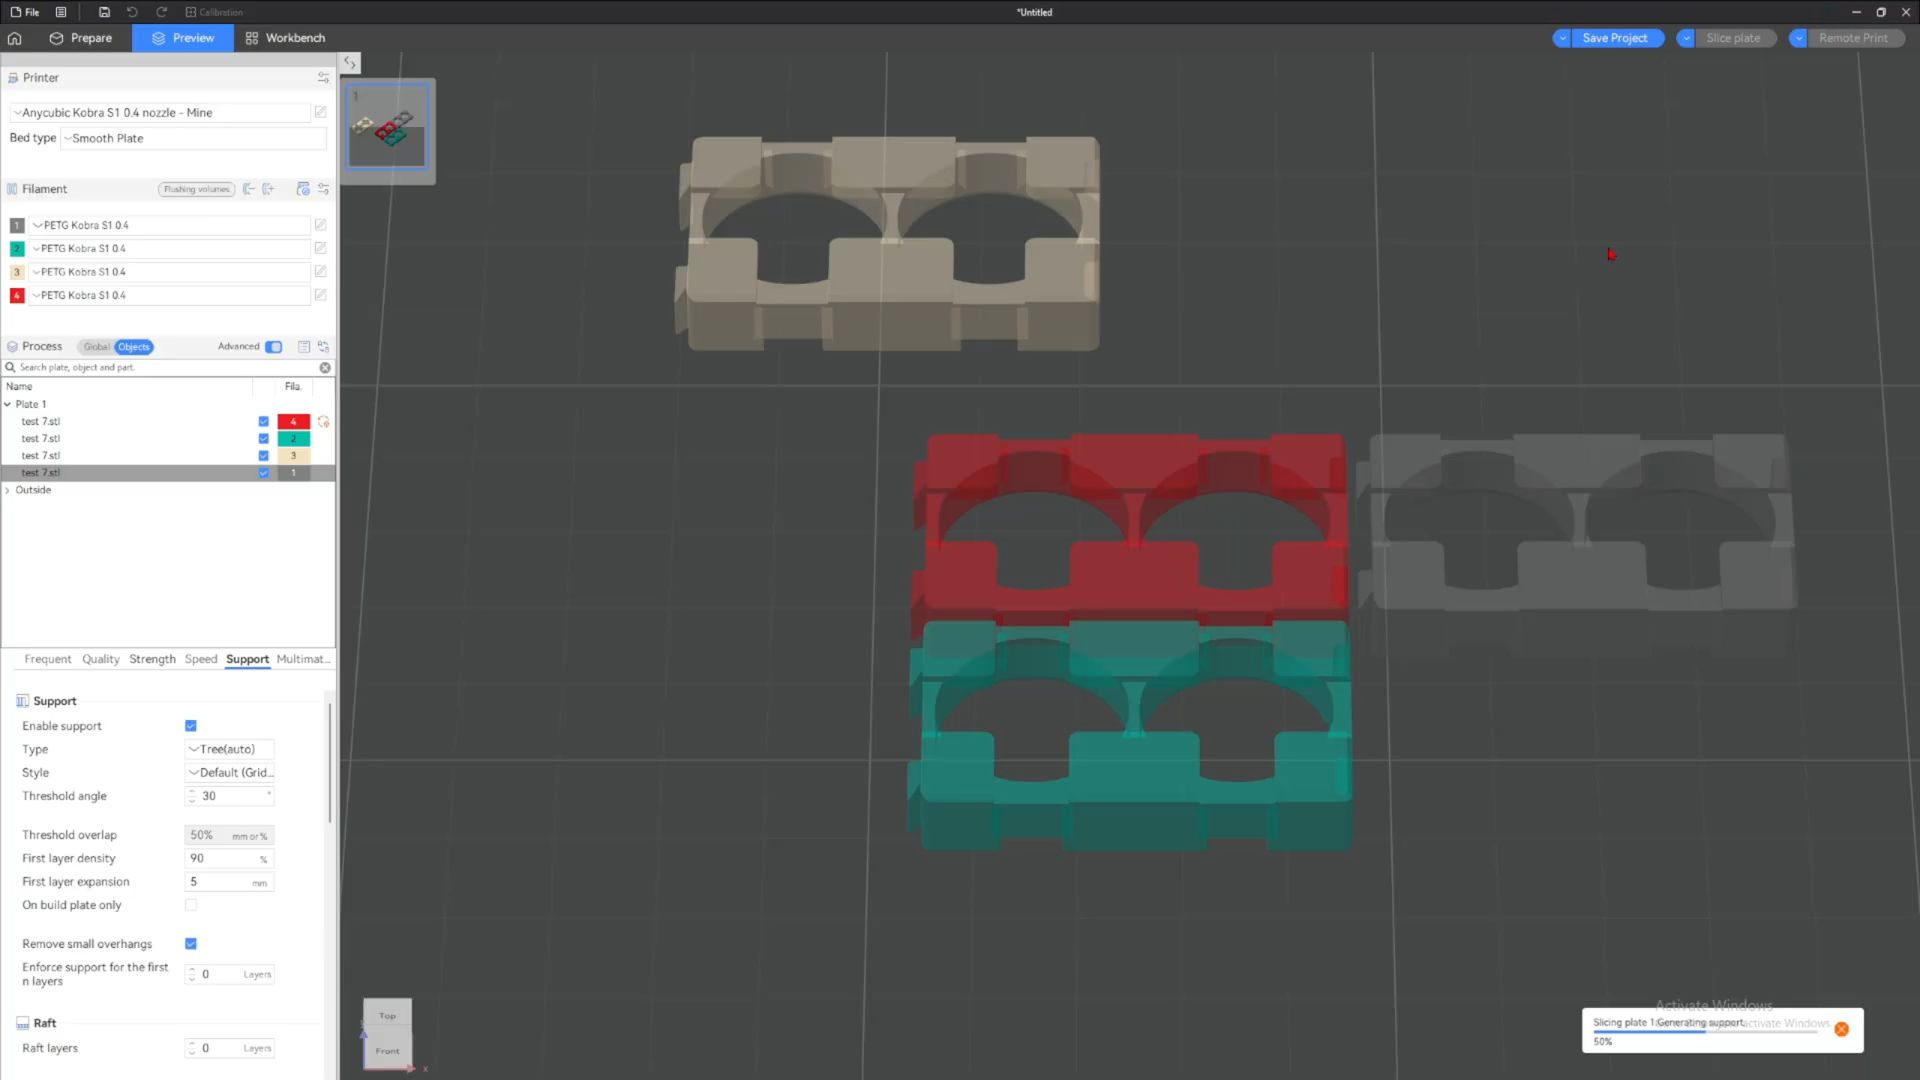 File
Calibration
*Untitled
Prepare
Preview
Workbench
Save Project
Slice plate
Remote Print
Printer
Anycubic Kobra S1 0.4 nozzle - Mine
Bed type
Smooth Plate
1
Filament
Flushing volumes
1 PETG Kobra S1 0.4
2 PETG Kobra S1 0.4
3 PETG Kobra S1 0.4
4 PETG Kobra S1 0.4
Process
Global
Objects
Advanced
Search plate, object and part.
Name
Fila.
Plate 1
test 7.stl 4
test 7.stl 2
test 7.stl 3
test 7.stl 1
Outside
Frequent
Quality
Strength
Speed
Support
Multimat...
Support
Enable support
Type Tree(auto)
Style Default (Grid...
Threshold angle 30 °
Threshold overlap 50% mm or %
First layer density 90 %
First layer expansion 5 mm
On build plate only
Remove small overhangs
Enforce support for the first
n layers 0 Layers
Raft
Raft layers 0 Layers
Top
Front
x
Activate Windows
Slicing plate 1:Generating support
activate Windows.
50%